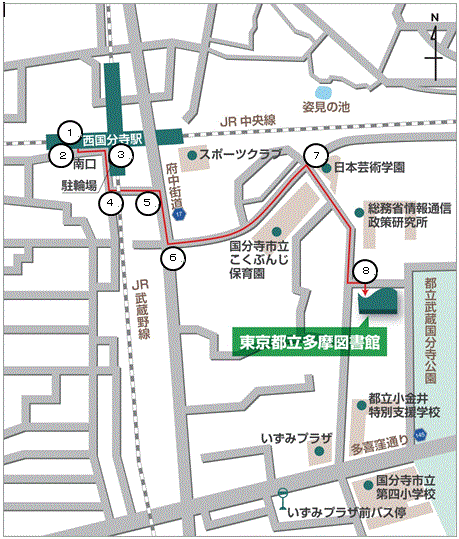 N
姿見の池
JR中央線
①
西国分寺駅
②
南口
③
スポーツクラブ
⑦
日本芸術学園
駐輪場
④
⑤
府中街道
17
総務省情報通信
政策研究所
⑥
国分寺市立
こくぶんじ
保育園
⑧
JR武蔵野線
東京都立多摩図書館
都立武蔵国分寺公園
都立小金井
特別支援学校
いずみプラザ
多喜窪通り
145
国分寺市立
第四小学校
いずみプラザ前バス停